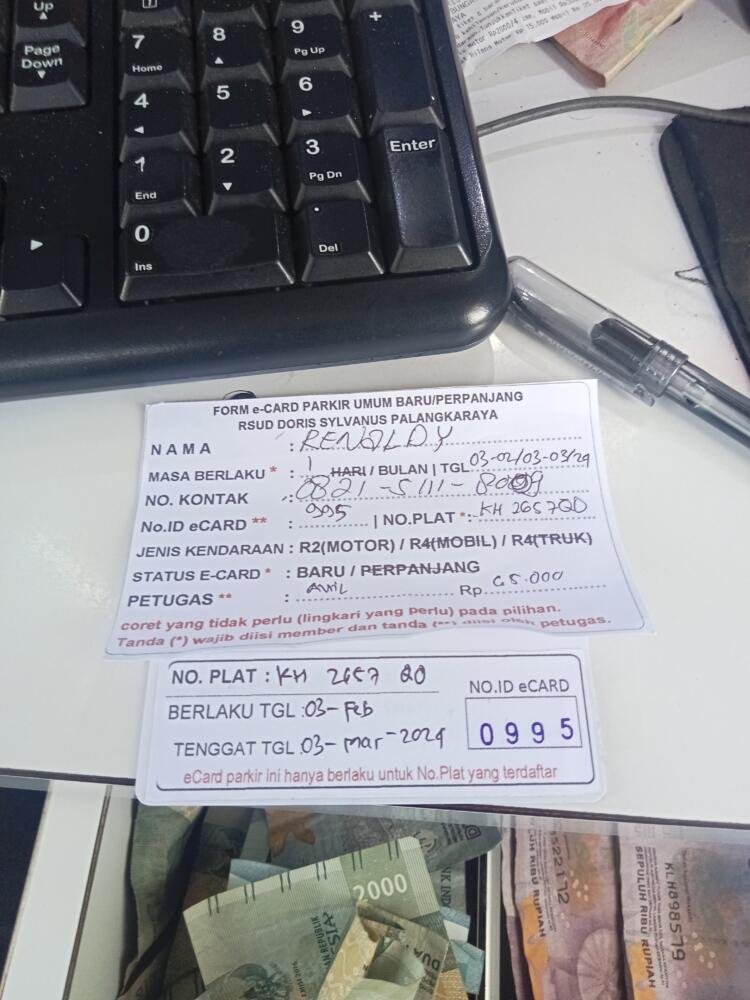 Up
Page Down
7 Home
8
9 Pg Up
+
4
5
6
1 End
2
3 Pg Dn
Enter
0 Ins
. Del
FORM e-CARD PARKIR UMUM BARU/PERPANJANG
RSUD DORIS SYLVANUS PALANGKARAYA
NAMA : RENALDY
MASA BERLAKU * : 1 HARI / BULAN | TGL 03-02/03-03/24
NO. KONTAK : 0821-5111-8009
No.ID eCARD ** : 995 | NO.PLAT *: KH 2657QD
JENIS KENDARAAN : R2(MOTOR) / R4(MOBIL) / R4(TRUK)
STATUS E-CARD * : BARU / PERPANJANG
PETUGAS ** : Avil Rp. 65.000
coret yang tidak perlu (lingkari yang perlu) pada pilihan.
Tanda (*) wajib diisi member dan tanda (**) diisi oleh petugas.
NO. PLAT : KH 2657 QD
NO.ID eCARD
BERLAKU TGL : 03-Feb
0995
TENGGAT TGL : 03-mar-2024
eCard parkir ini hanya berlaku untuk No.Plat yang terdaftar
2000
DUA
SEPULUH RIBU RUPIAH
KLH898579